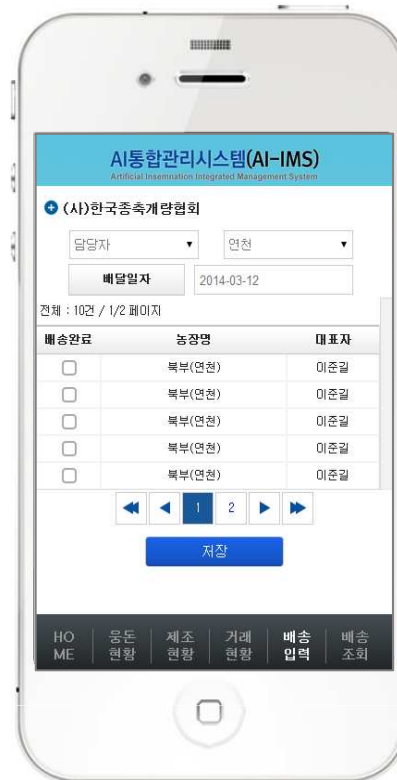 AI통합관리시스템(AI-IMS)
Artificial Insemnation Integrated Management System
(사)한국종축개량협회
담당자 연천
배달일자 2014-03-12
전체 : 10건 / 1/2 페이지
배송완료 농장명 대표자
북부(연천) 이준길
북부(연천) 이준길
북부(연천) 이준길
북부(연천) 이준길
북부(연천) 이준길
1 2
저장
HO 웅돈 제조 거래 배송 배송
ME 현황 현황 현황 입력 조회